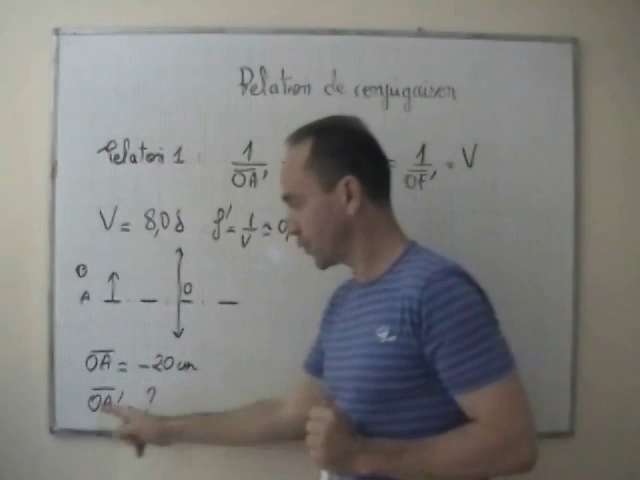 Relation de conjugaison
Relation 1 : 1/OA' = 1/OF' = V
V = 8,0δ f' = 1/V = 0,
B
A O
OA = -20 cm
OA' ?